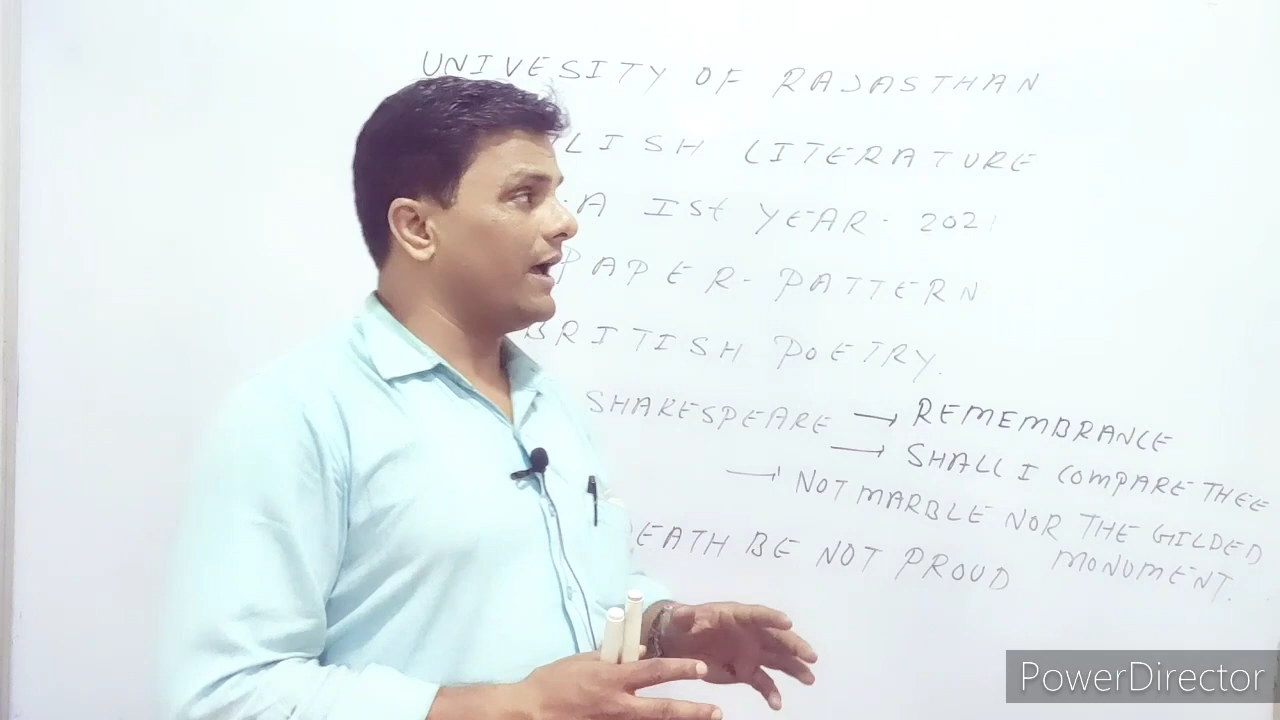 UNIVESITY OF RAJASTHAN
LISH LITERATURE
.A ISt YEAR - 2021
PAPER - PATTERN
BRITISH POETRY.
SHAKESPEARE → REMEMBRANCE
→ SHALL I COMPARE THEE
→ NOT MARBLE NOR THE GILDED
MONUMENT.
EATH BE NOT PROUD
PowerDirector